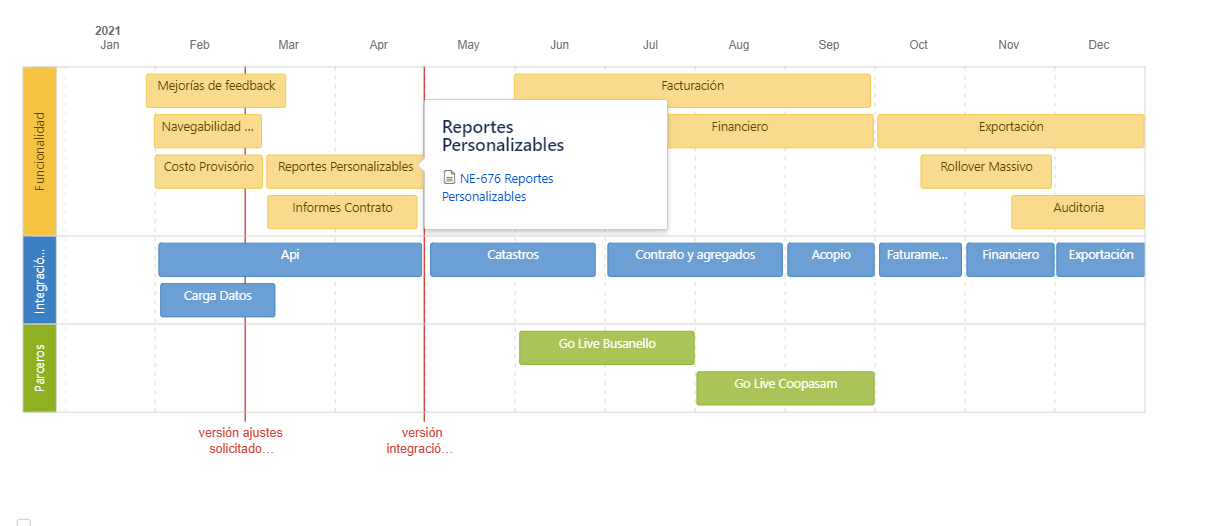 2021
Jan Feb Mar Apr May Jun Jul Aug Sep Oct Nov Dec
Funcionalidad
Mejorías de feedback
Facturación
Navegabilidad ...
Financiero
Exportación
Costo Provisório
Reportes Personalizables
Rollover Massivo
Informes Contrato
Auditoria
Reportes
Personalizables
NE-676 Reportes
Personalizables
Integració...
Api
Catastros
Contrato y agregados
Acopio
Faturame...
Financiero
Exportación
Carga Datos
Parceros
Go Live Busanello
Go Live Coopasam
versión ajustes
solicitado...
versión
integració...